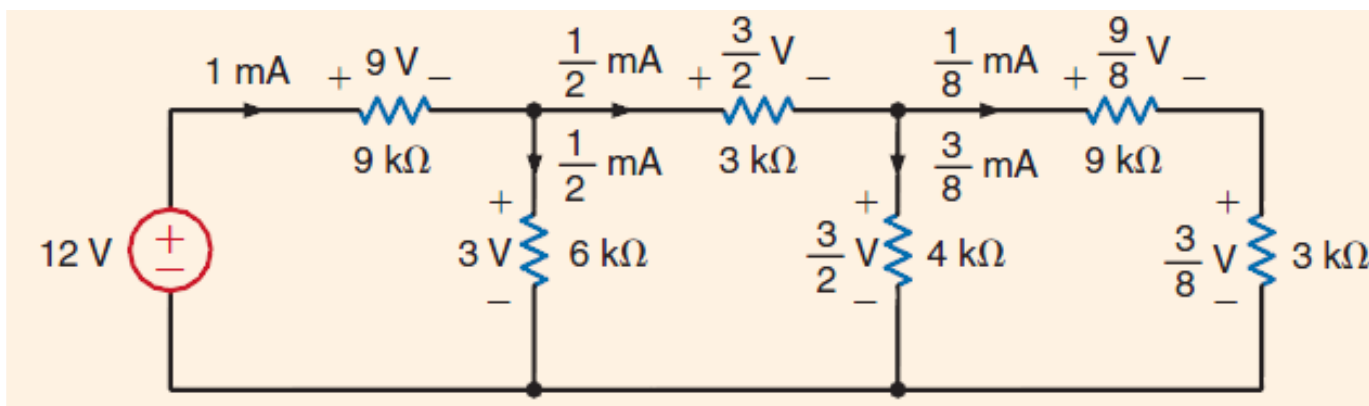 1 mA + 9 V − 1/2 mA + 3/2 V − 1/8 mA + 9/8 V −
9 kΩ 1/2 mA 3 kΩ 3/8 mA 9 kΩ
+ + +
12 V + − 3 V 6 kΩ 3/2 V 4 kΩ 3/8 V 3 kΩ
− − −